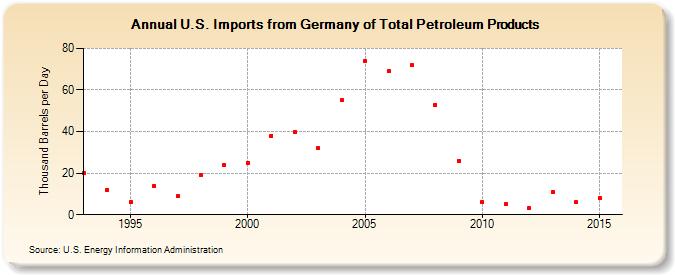 Annual U.S. Imports from Germany of Total Petroleum Products
Thousand Barrels per Day
80
60
40
20
0
1995 2000 2005 2010 2015
Source: U.S. Energy Information Administration